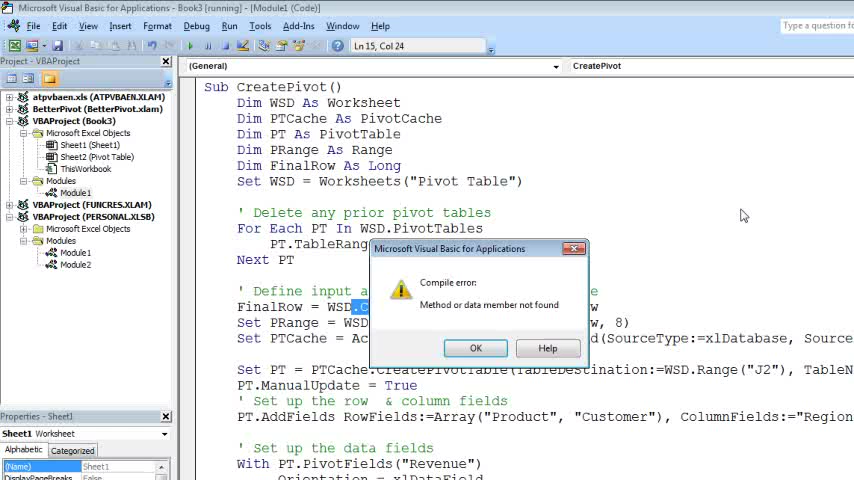 Microsoft Visual Basic for Applications - Book3 [running] - [Module1 (Code)]
File Edit View Insert Format Debug Run Tools Add-Ins Window Help
Type a question fo
Ln 15, Col 24
Project - VBAProject
atpvbaen.xls (ATPVBAEN.XLAM)
BetterPivot (BetterPivot.xlam)
VBAProject (Book3)
Microsoft Excel Objects
Sheet1 (Sheet1)
Sheet2 (Pivot Table)
ThisWorkbook
Modules
Module1
VBAProject (FUNCRES.XLAM)
VBAProject (PERSONAL.XLSB)
Microsoft Excel Objects
Modules
Module1
Module2
Properties - Sheet1
Sheet1 Worksheet
Alphabetic Categorized
(Name) Sheet1
DisplayPageBreaks False
(General) CreatePivot
Sub CreatePivot()
Dim WSD As Worksheet
Dim PTCache As PivotCache
Dim PT As PivotTable
Dim PRange As Range
Dim FinalRow As Long
Set WSD = Worksheets("Pivot Table")
' Delete any prior pivot tables
For Each PT In WSD.PivotTables
PT.TableRang
Next PT
' Define input a e
FinalRow = WSD.C w
Set PRange = WSD w, 8)
Set PTCache = Ac d(SourceType:=xlDatabase, Source
Set PT = PTCache.CreatePivotTable(TableDestination:=WSD.Range("J2"), TableN
PT.ManualUpdate = True
' Set up the row & column fields
PT.AddFields RowFields:=Array("Product", "Customer"), ColumnFields:="Region
' Set up the data fields
With PT.PivotFields("Revenue")
.Orientation = xlDataField
Microsoft Visual Basic for Applications
Compile error:
Method or data member not found
OK Help